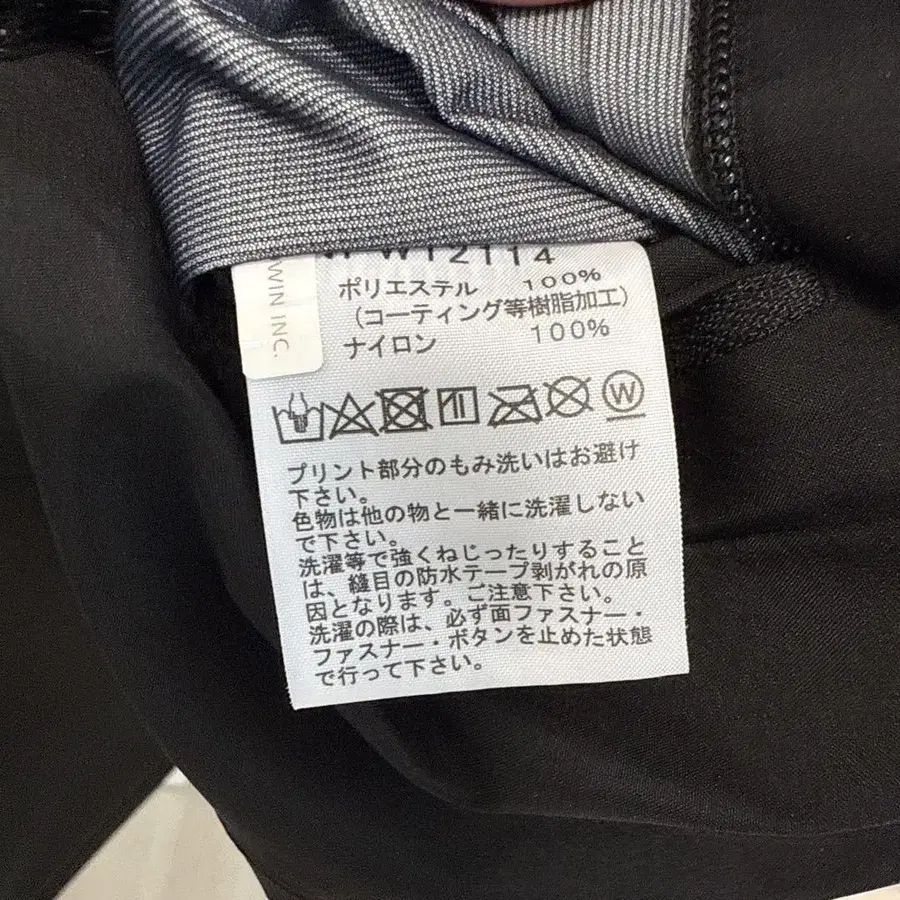 WIN INC.
W12114
ポリエステル 100%
(コーティング等樹脂加工)
ナイロン 100%
W
プリント部分のもみ洗いはお避け
下さい。
色物は他の物と一緒に洗濯しない
で下さい。
洗濯等で強くねじったりすること
は、縫目の防水テープ剥がれの原
因となります。ご注意下さい。
洗濯の際は、必ず面ファスナー・
ファスナー・ボタンを止めた状態
で行って下さい。